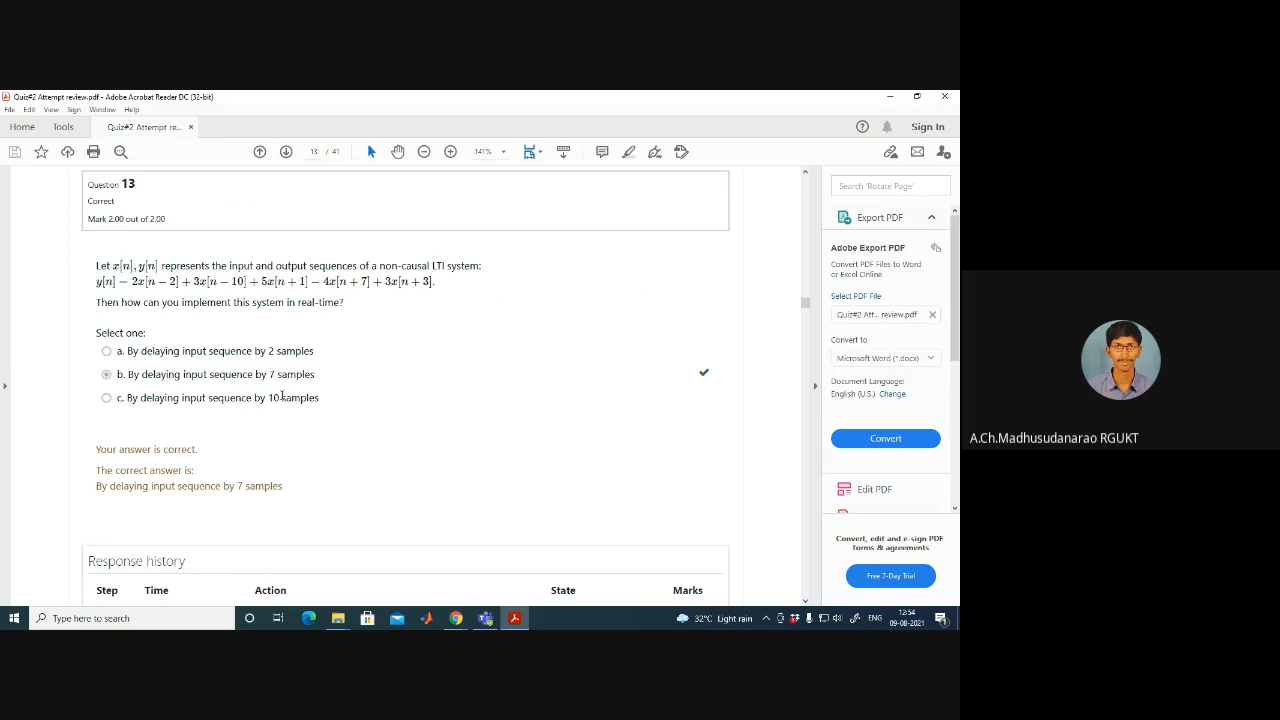 Quiz#2 Attempt review.pdf - Adobe Acrobat Reader DC (32-bit)
File Edit View Sign Window Help
Home Tools Quiz#2 Attempt re... × Sign In
13 / 41 141%
Question 13
Correct
Mark 2.00 out of 2.00
Let x[n], y[n] represents the input and output sequences of a non-causal LTI system:
y[n] − 2x[n − 2] + 3x[n − 10] + 5x[n + 1] − 4x[n + 7] + 3x[n + 3].
Then how can you implement this system in real-time?
Select one:
a. By delaying input sequence by 2 samples
b. By delaying input sequence by 7 samples
c. By delaying input sequence by 10 samples
Your answer is correct.
The correct answer is:
By delaying input sequence by 7 samples
Response history
Step Time Action State Marks
Search 'Rotate Page'
Export PDF
Adobe Export PDF
Convert PDF Files to Word
or Excel Online
Select PDF File
Quiz#2 Att... review.pdf
Convert to
Microsoft Word (*.docx)
Document Language:
English (U.S.) Change
Convert
Edit PDF
Convert, edit and e-sign PDF
forms & agreements
Free 7-Day Trial
A.Ch.Madhusudanarao RGUKT
Type here to search
32°C Light rain
ENG
12:54
09-08-2021
1